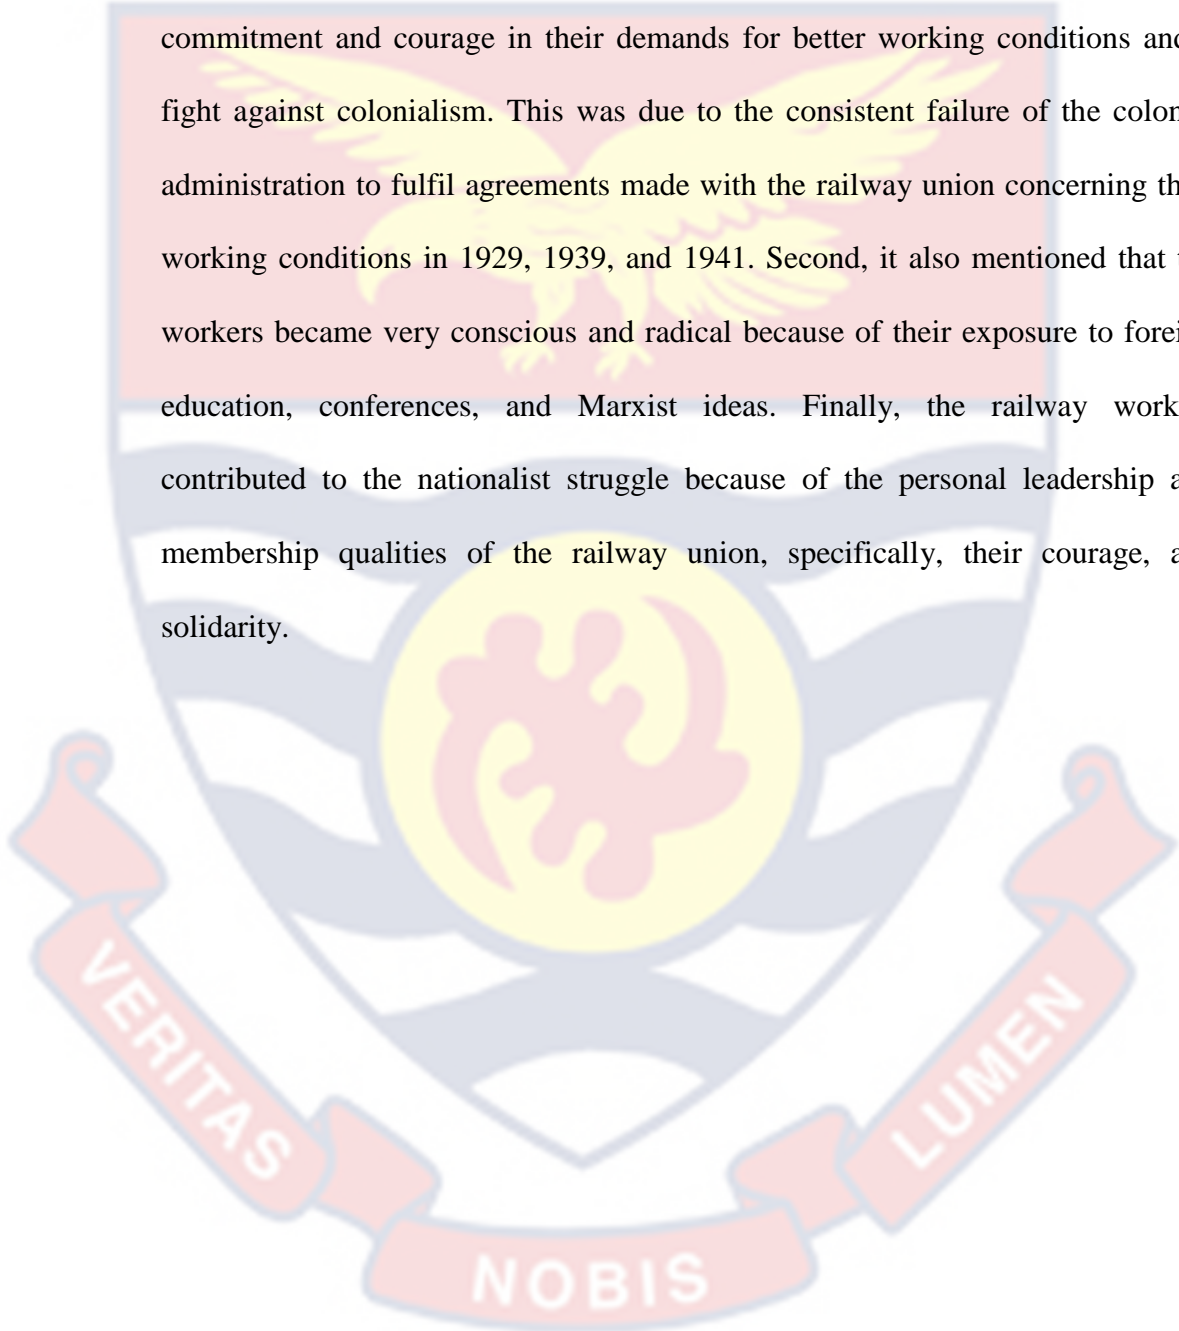 commitment and courage in their demands for better working conditions and
fight against colonialism. This was due to the consistent failure of the colon
administration to fulfil agreements made with the railway union concerning th
working conditions in 1929, 1939, and 1941. Second, it also mentioned that t
workers became very conscious and radical because of their exposure to forei
education, conferences, and Marxist ideas. Finally, the railway work
contributed to the nationalist struggle because of the personal leadership a
membership qualities of the railway union, specifically, their courage, a
solidarity.
VERITAS
NOBIS
LUMEN